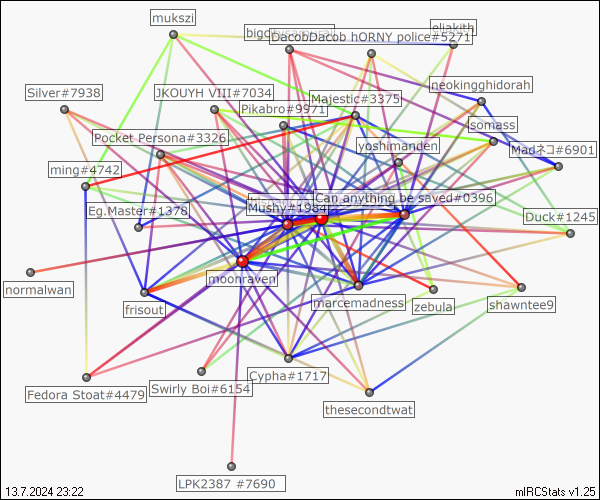 mukszi
eliakith
DacobDacob hORNY police#5271
neokingghidorah
Silver#7938
JKOUYH VIII#7034
Majestic#3375
Pikabro#9971
somass
Pocket Persona#3326
yoshimanden
Madネコ#6901
ming#4742
Can anything be saved#0396
Mushy#1984
Eg.Master#1378
Duck#1245
moonraven
normalwan
frisout
marcemadness
zebula
shawntee9
Cypha#1717
Fedora Stoat#4479
Swirly Boi#6154
thesecondtwat
LPK2387 #7690
13.7.2024 23:22
mIRCStats v1.25